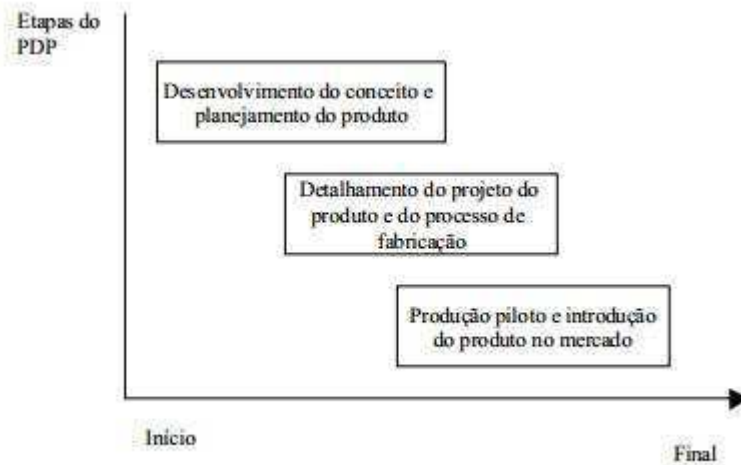 Etapas do
PDP
Desenvolvimento do conceito e
planejamento do produto
Detalhamento do projeto do
produto e do processo de
fabricação
Produção piloto e introdução
do produto no mercado
Início
Final